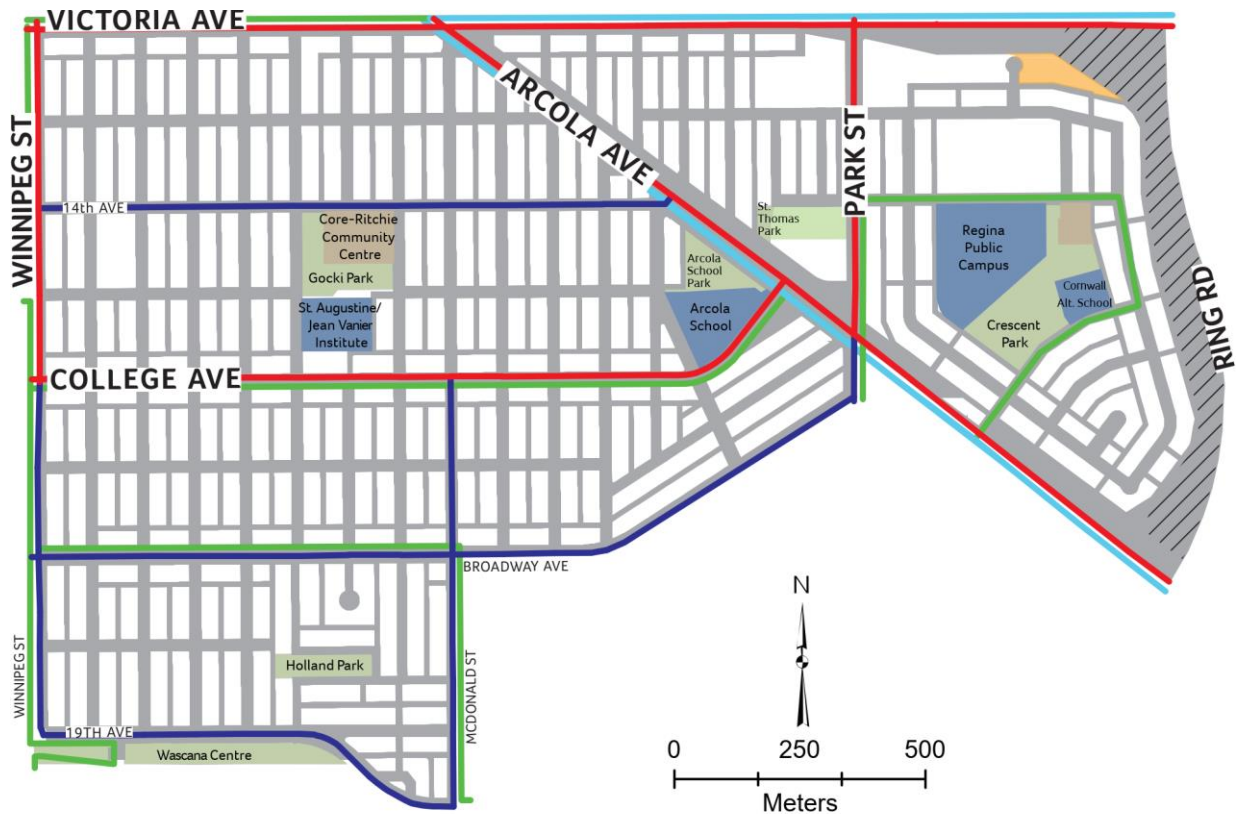 VICTORIA AVE
WINNIPEG ST
ARCOLA AVE
PARK ST
14th AVE
Core-Ritchie
Community
Centre
Gocki Park
St. Augustine/
Jean Vanier
Institute
St.
Thomas
Park
Arcola
School
Park
Arcola
School
Regina
Public
Campus
Cornwall
Alt. School
Crescent
Park
RING RD
COLLEGE AVE
BROADWAY AVE
WINNIPEG ST
MCDONALD ST
Holland Park
19TH AVE
Wascana Centre
N
0 250 500
Meters